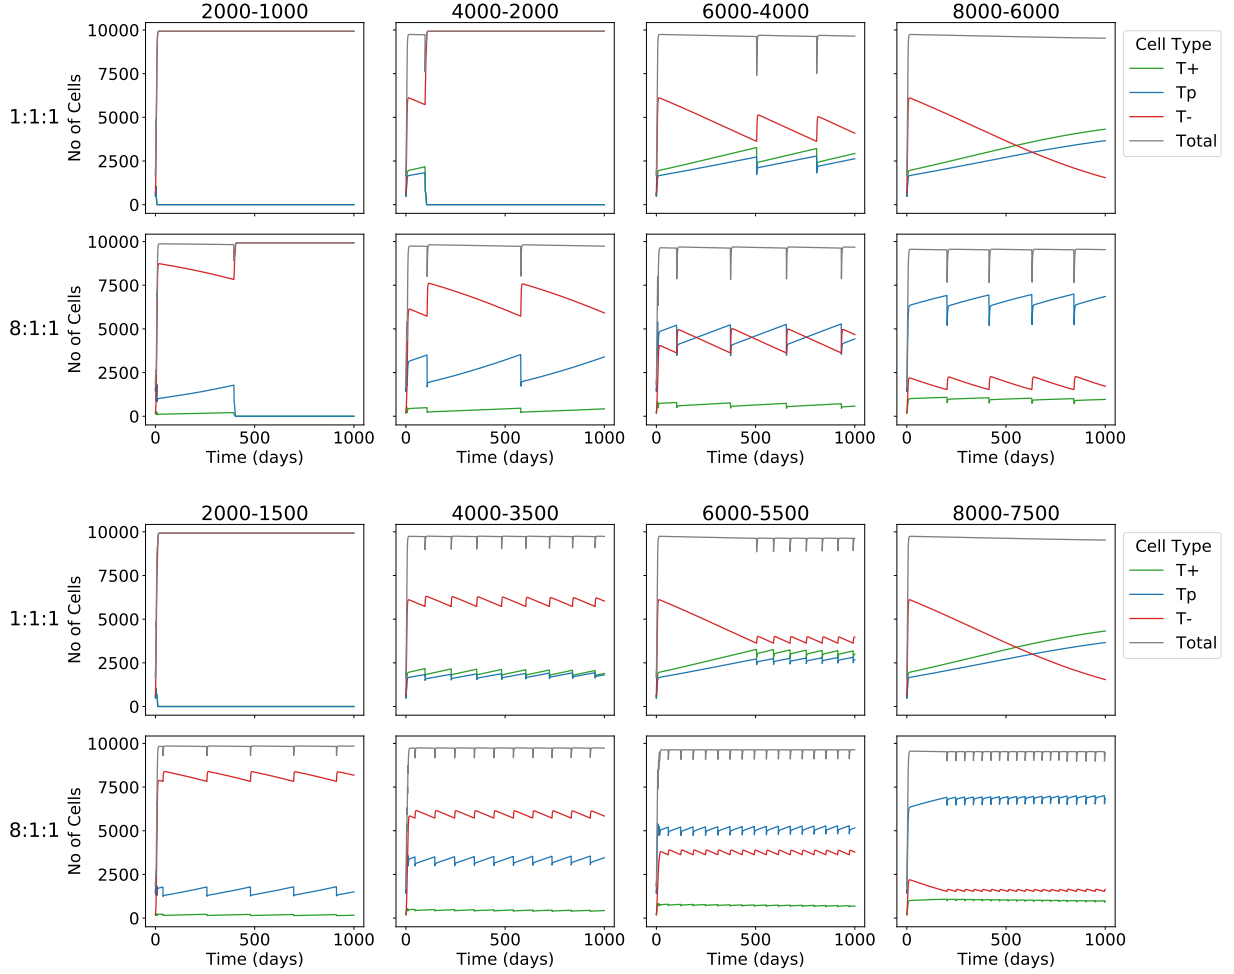 2000-1000 4000-2000 6000-4000 8000-6000
1:1:1
No of Cells
10000
7500
5000
2500
0
Cell Type
T+
Tp
T-
Total
8:1:1
No of Cells
10000
7500
5000
2500
0
0 500 1000 0 500 1000 0 500 1000 0 500 1000
Time (days) Time (days) Time (days) Time (days)
2000-1500 4000-3500 6000-5500 8000-7500
1:1:1
No of Cells
10000
7500
5000
2500
0
Cell Type
T+
Tp
T-
Total
8:1:1
No of Cells
10000
7500
5000
2500
0
0 500 1000 0 500 1000 0 500 1000 0 500 1000
Time (days) Time (days) Time (days) Time (days)